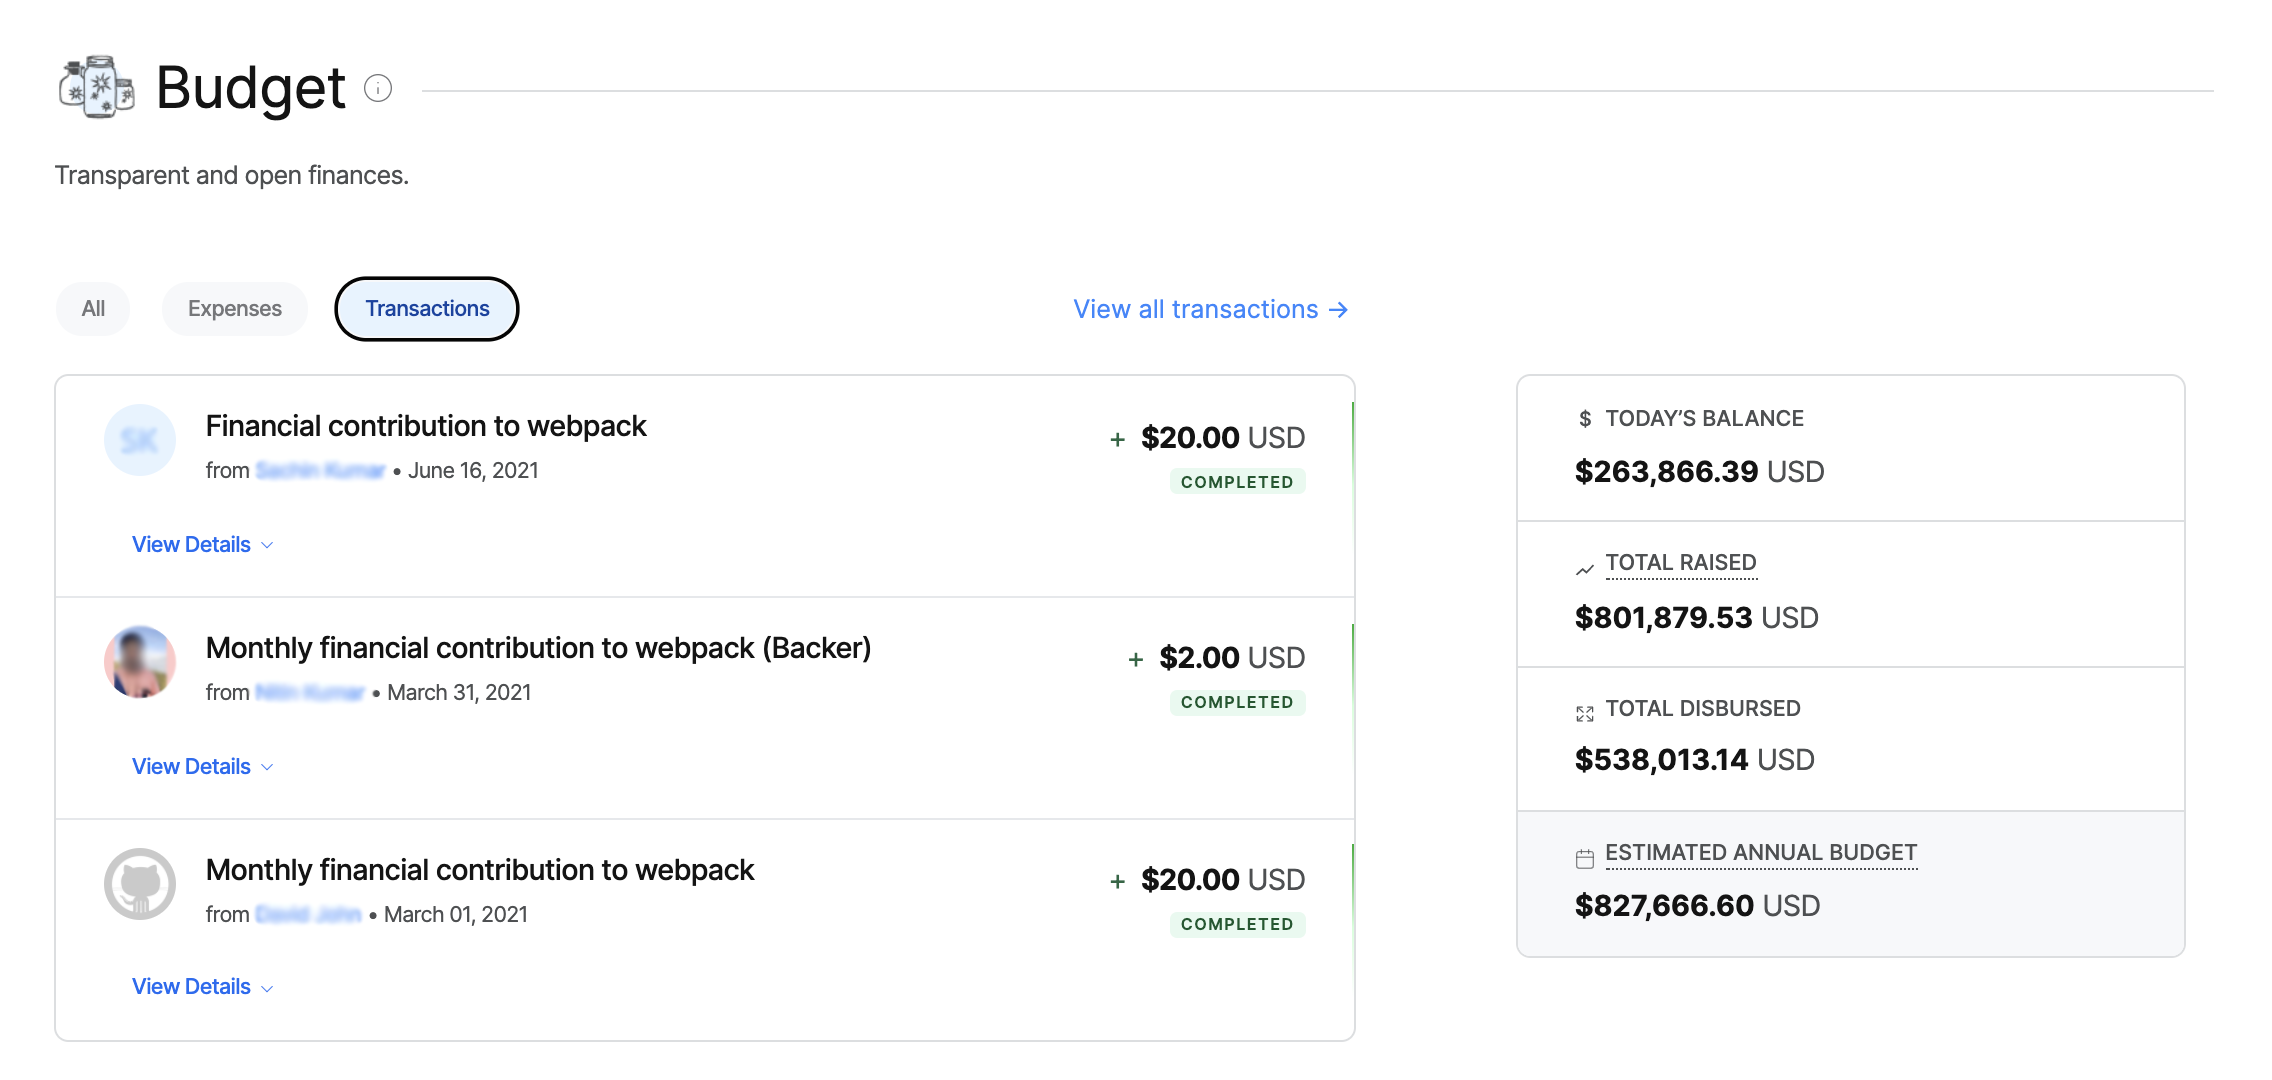 Budget
Transparent and open finances.
All
Expenses
Transactions
View all transactions →
Financial contribution to webpack
from • June 16, 2021
+ $20.00 USD
COMPLETED
View Details
Monthly financial contribution to webpack (Backer)
from • March 31, 2021
+ $2.00 USD
COMPLETED
View Details
Monthly financial contribution to webpack
from • March 01, 2021
+ $20.00 USD
COMPLETED
View Details
$ TODAY'S BALANCE
$263,866.39 USD
TOTAL RAISED
$801,879.53 USD
TOTAL DISBURSED
$538,013.14 USD
ESTIMATED ANNUAL BUDGET
$827,666.60 USD